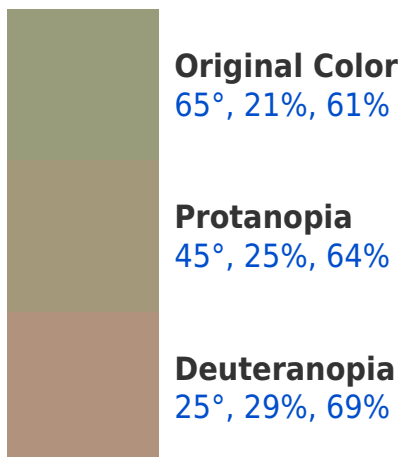 Original Color
65°, 21%, 61%
Protanopia
45°, 25%, 64%
Deuteranopia
25°, 29%, 69%